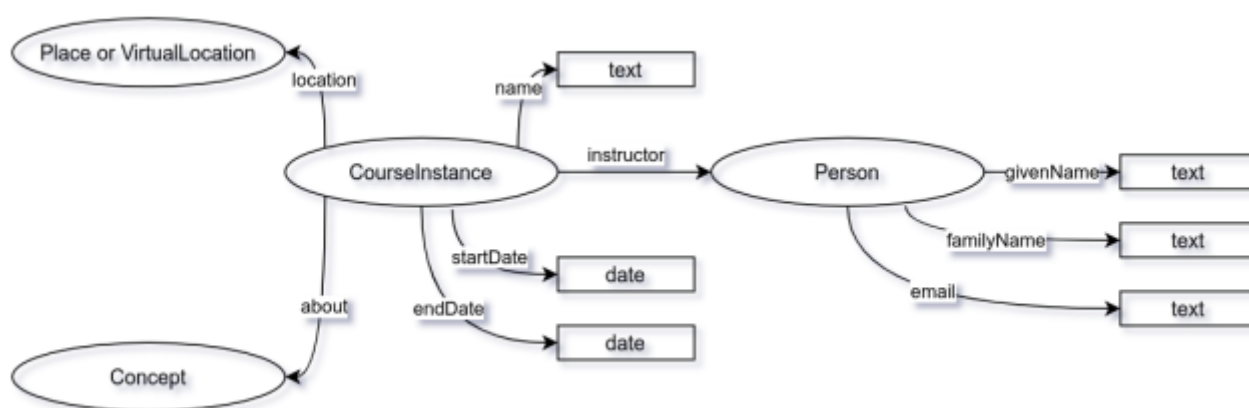 Place or VirtualLocation
location
name
text
CourseInstance
instructor
Person
givenName
text
familyName
text
startDate
date
email
text
about
endDate
date
Concept